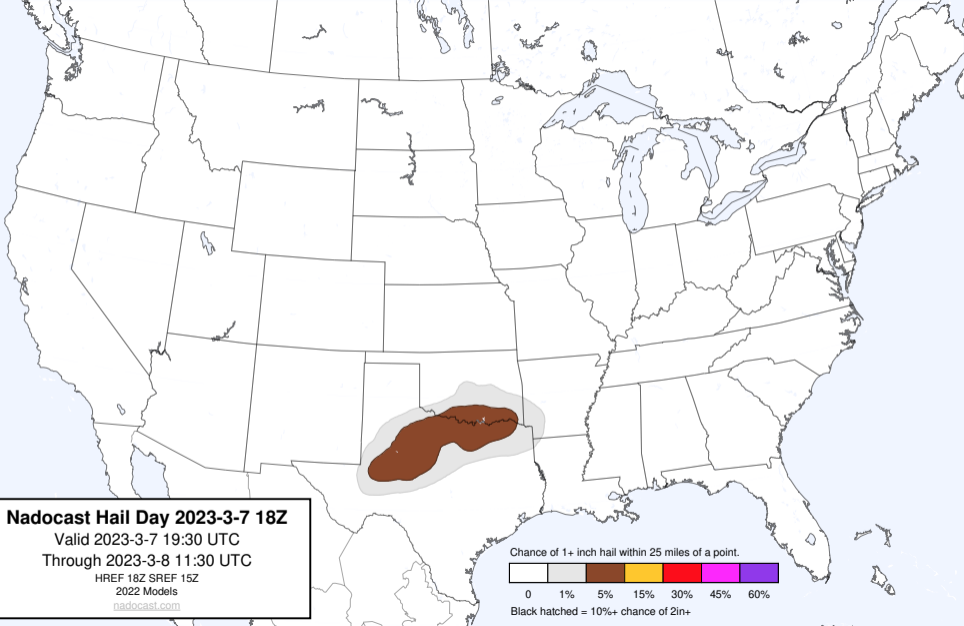 Nadocast Hail Day 2023-3-7 18Z
Valid 2023-3-7 19:30 UTC
Through 2023-3-8 11:30 UTC
HREF 18Z SREF 15Z
2022 Models
nadocast.com
Chance of 1+ inch hail within 25 miles of a point.
0 1% 5% 15% 30% 45% 60%
Black hatched = 10%+ chance of 2in+